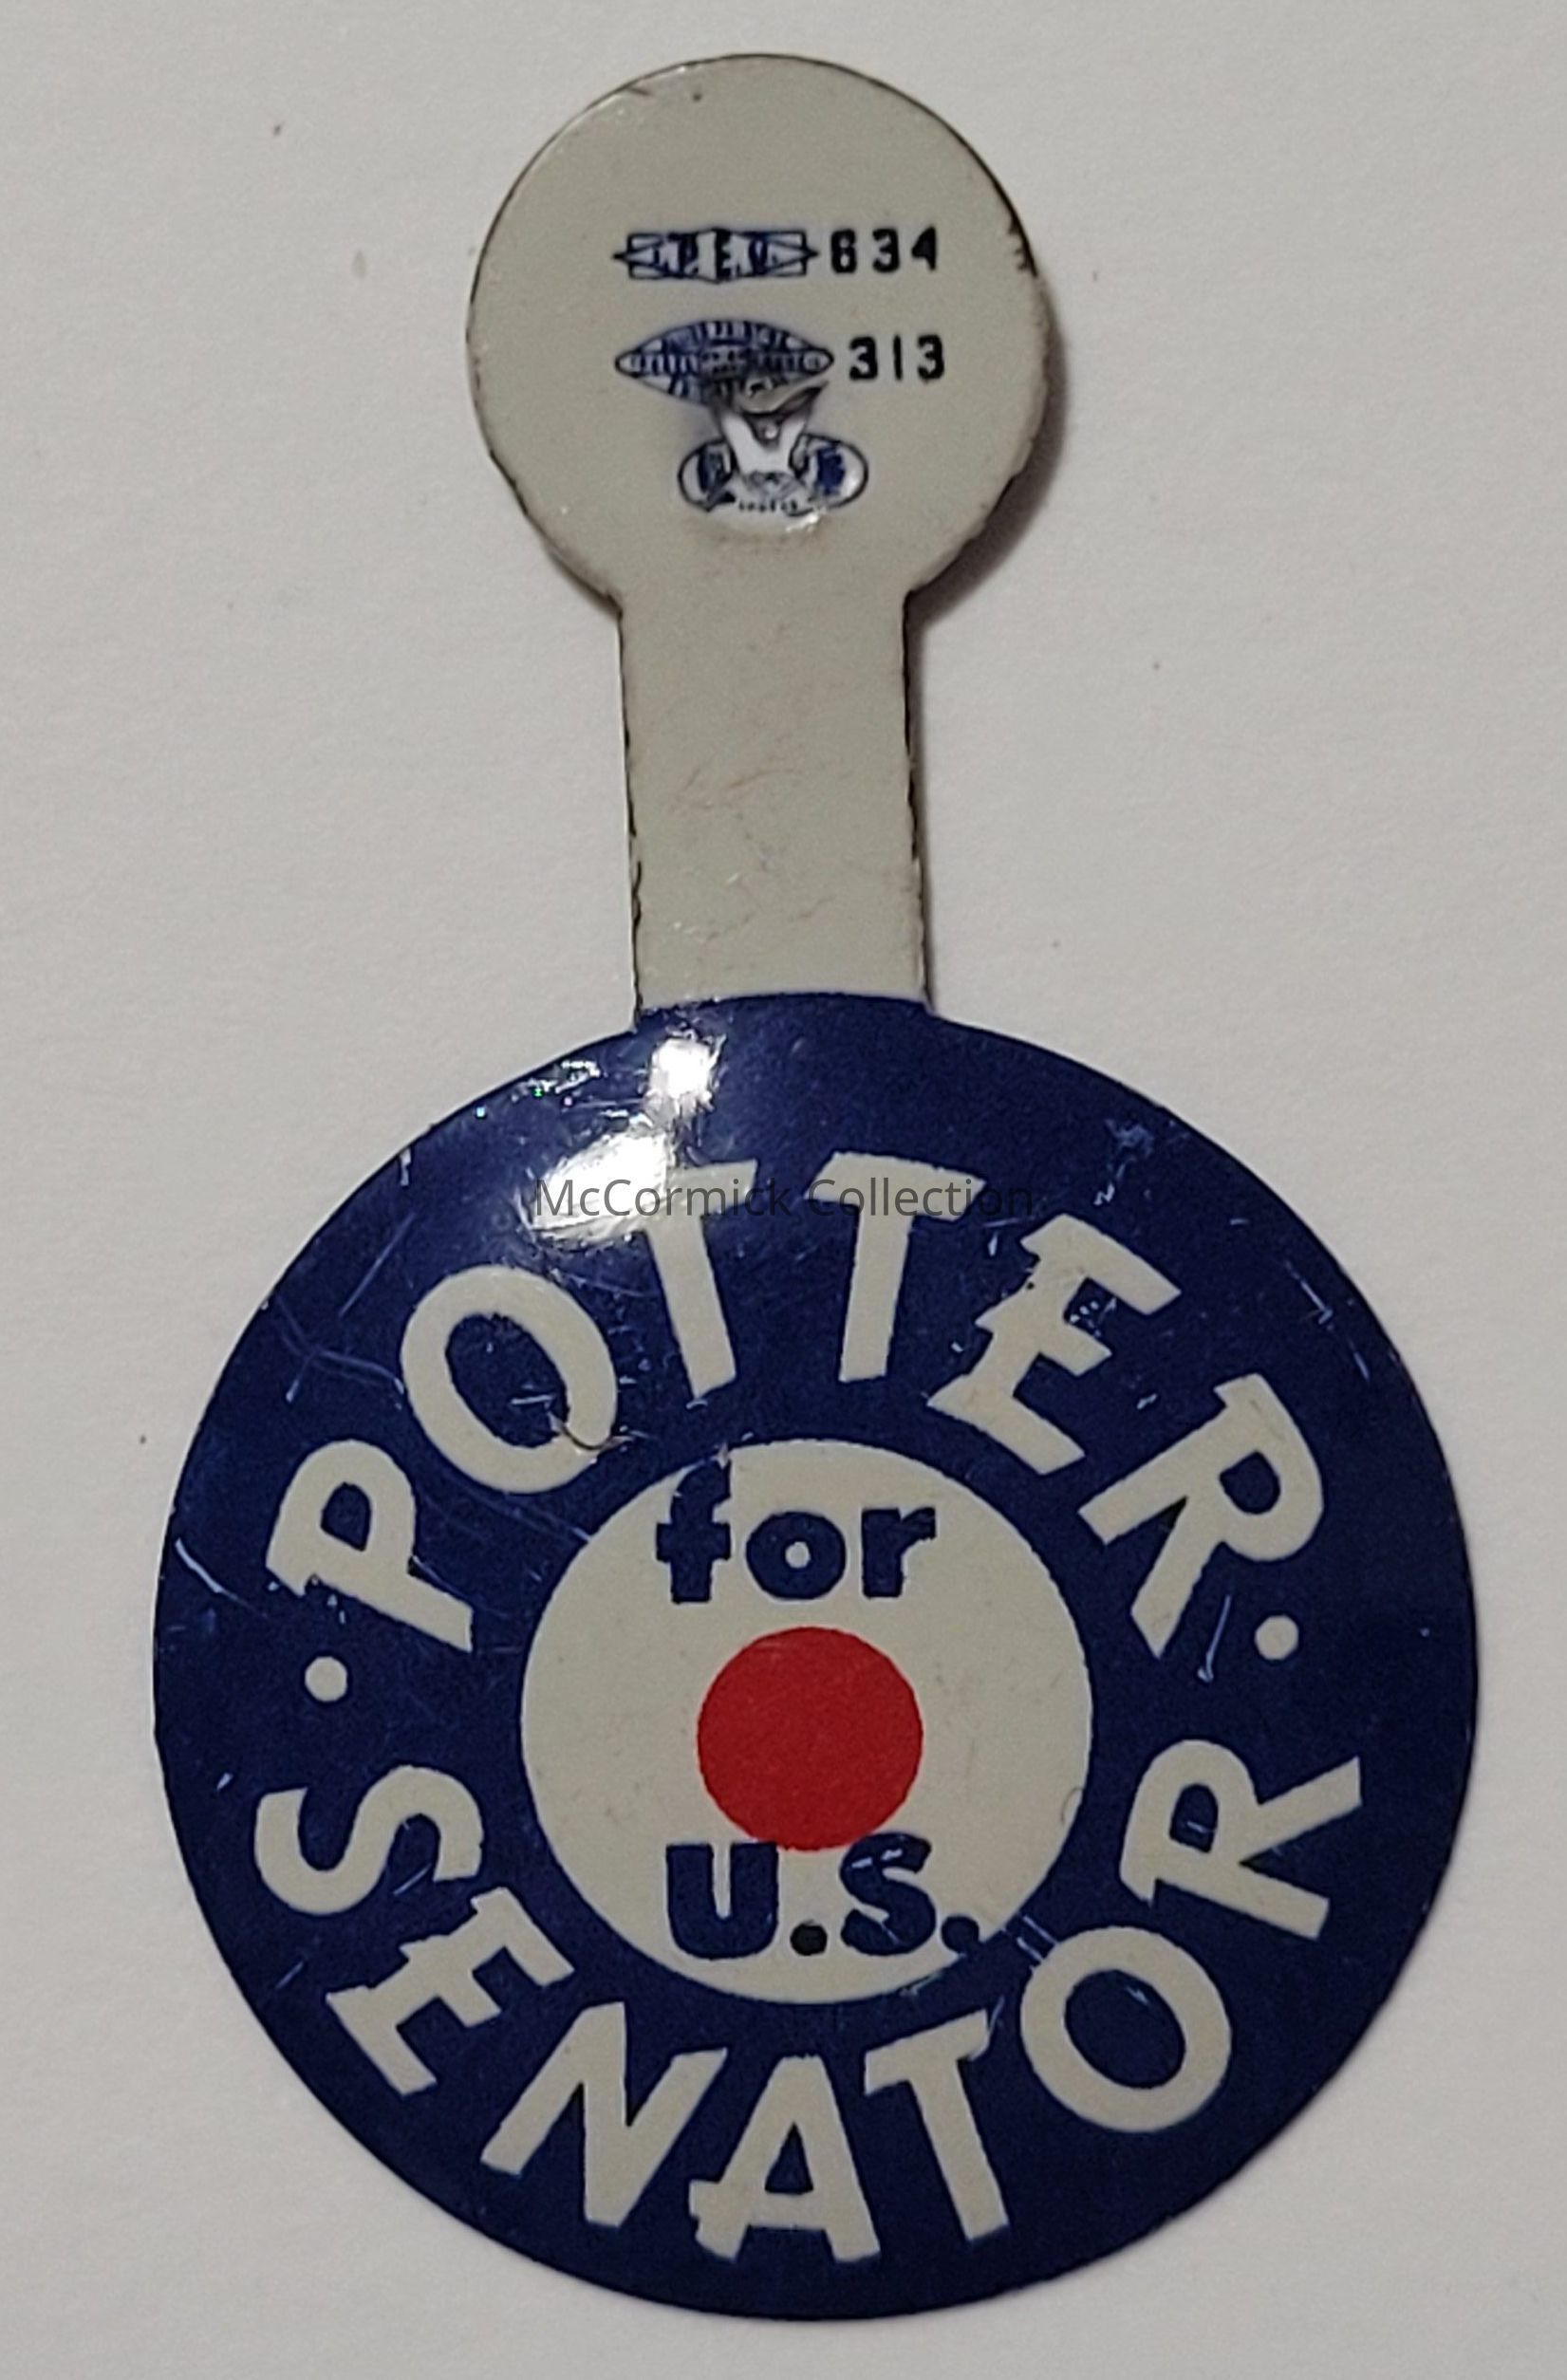 I.P.E.U. 634
313
McCormick Collection
• POTTER •
for
U.S.
SENATOR